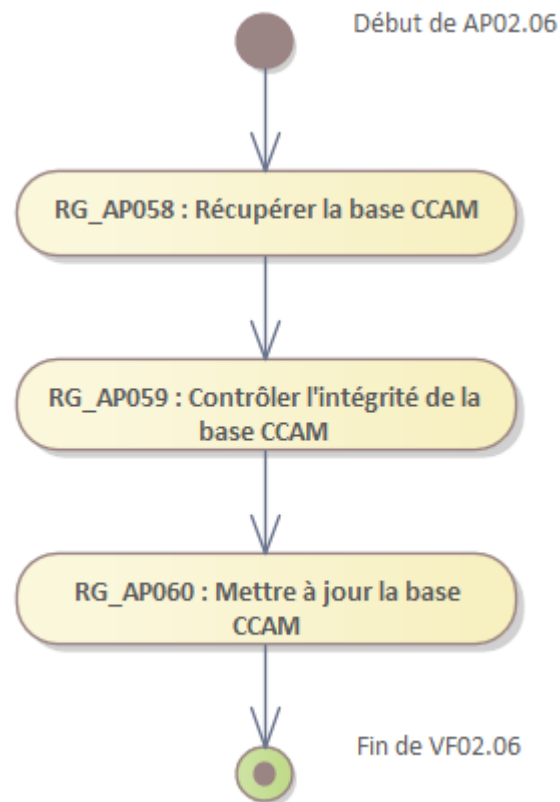 Début de AP02.06
RG_AP058 : Récupérer la base CCAM
RG_AP059 : Contrôler l'intégrité de la
base CCAM
RG_AP060 : Mettre à jour la base
CCAM
Fin de VF02.06